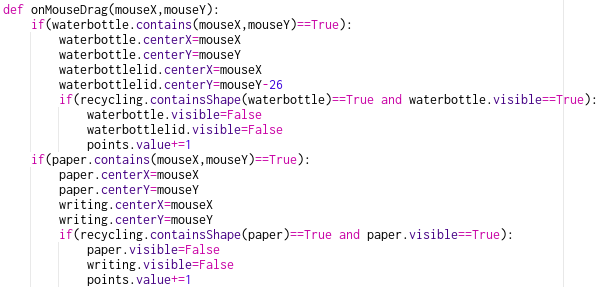 def onMouseDrag(mouseX,mouseY):
    if(waterbottle.contains(mouseX,mouseY)==True):
        waterbottle.centerX=mouseX
        waterbottle.centerY=mouseY
        waterbottlelid.centerX=mouseX
        waterbottlelid.centerY=mouseY-26
        if(recycling.containsShape(waterbottle)==True and waterbottle.visible==True):
            waterbottle.visible=False
            waterbottlelid.visible=False
            points.value+=1
    if(paper.contains(mouseX,mouseY)==True):
        paper.centerX=mouseX
        paper.centerY=mouseY
        writing.centerX=mouseX
        writing.centerY=mouseY
        if(recycling.containsShape(paper)==True and paper.visible==True):
            paper.visible=False
            writing.visible=False
            points.value+=1